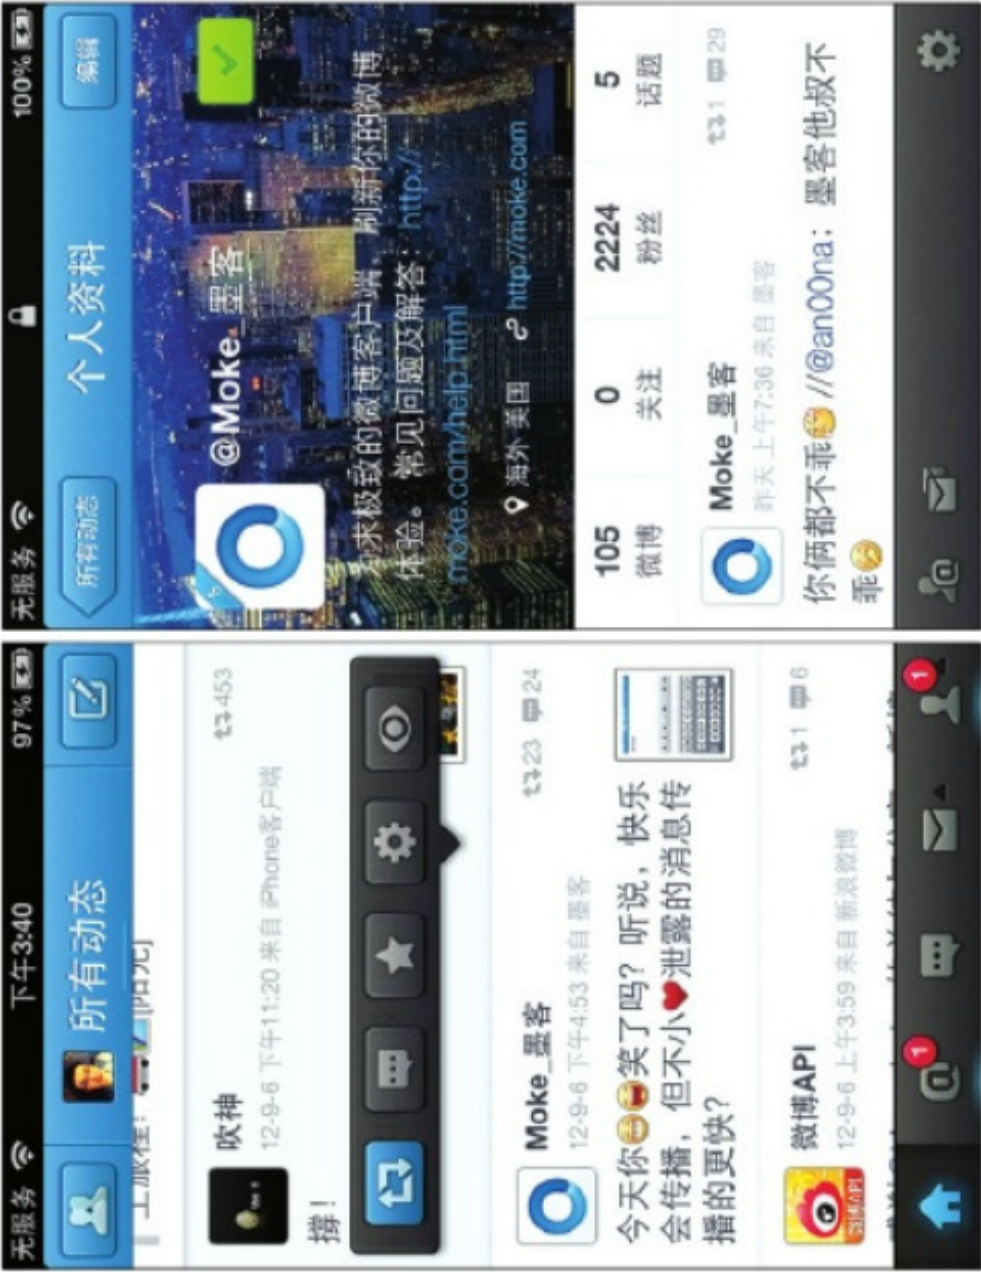 无服务 下午3:40 97%
所有动态
吹神 453
12-9-6 下午11:20 来自 iPhone客户端
撑!
Moke_墨客 23 24
12-9-6 下午4:53 来自 墨客
今天你笑了吗? 听说, 快乐
会传播, 但不小泄露的消息传
播的更快?
微博API 1 6
12-9-6 上午3:59 来自 新浪微博
@ 1 1
无服务 100%
所有动态 个人资料 编辑
@Moke_墨客
求极致的微博客户端, 刷新你的微博
体验。常见问题及解答: http://
moke.com/help.html
海外 美国 http://moke.com
105 0 2224 5
微博 关注 粉丝 话题
Moke_墨客 1 29
昨天 上午7:36 来自 墨客
你俩都不乖//@an00na: 墨客他叔不
乖